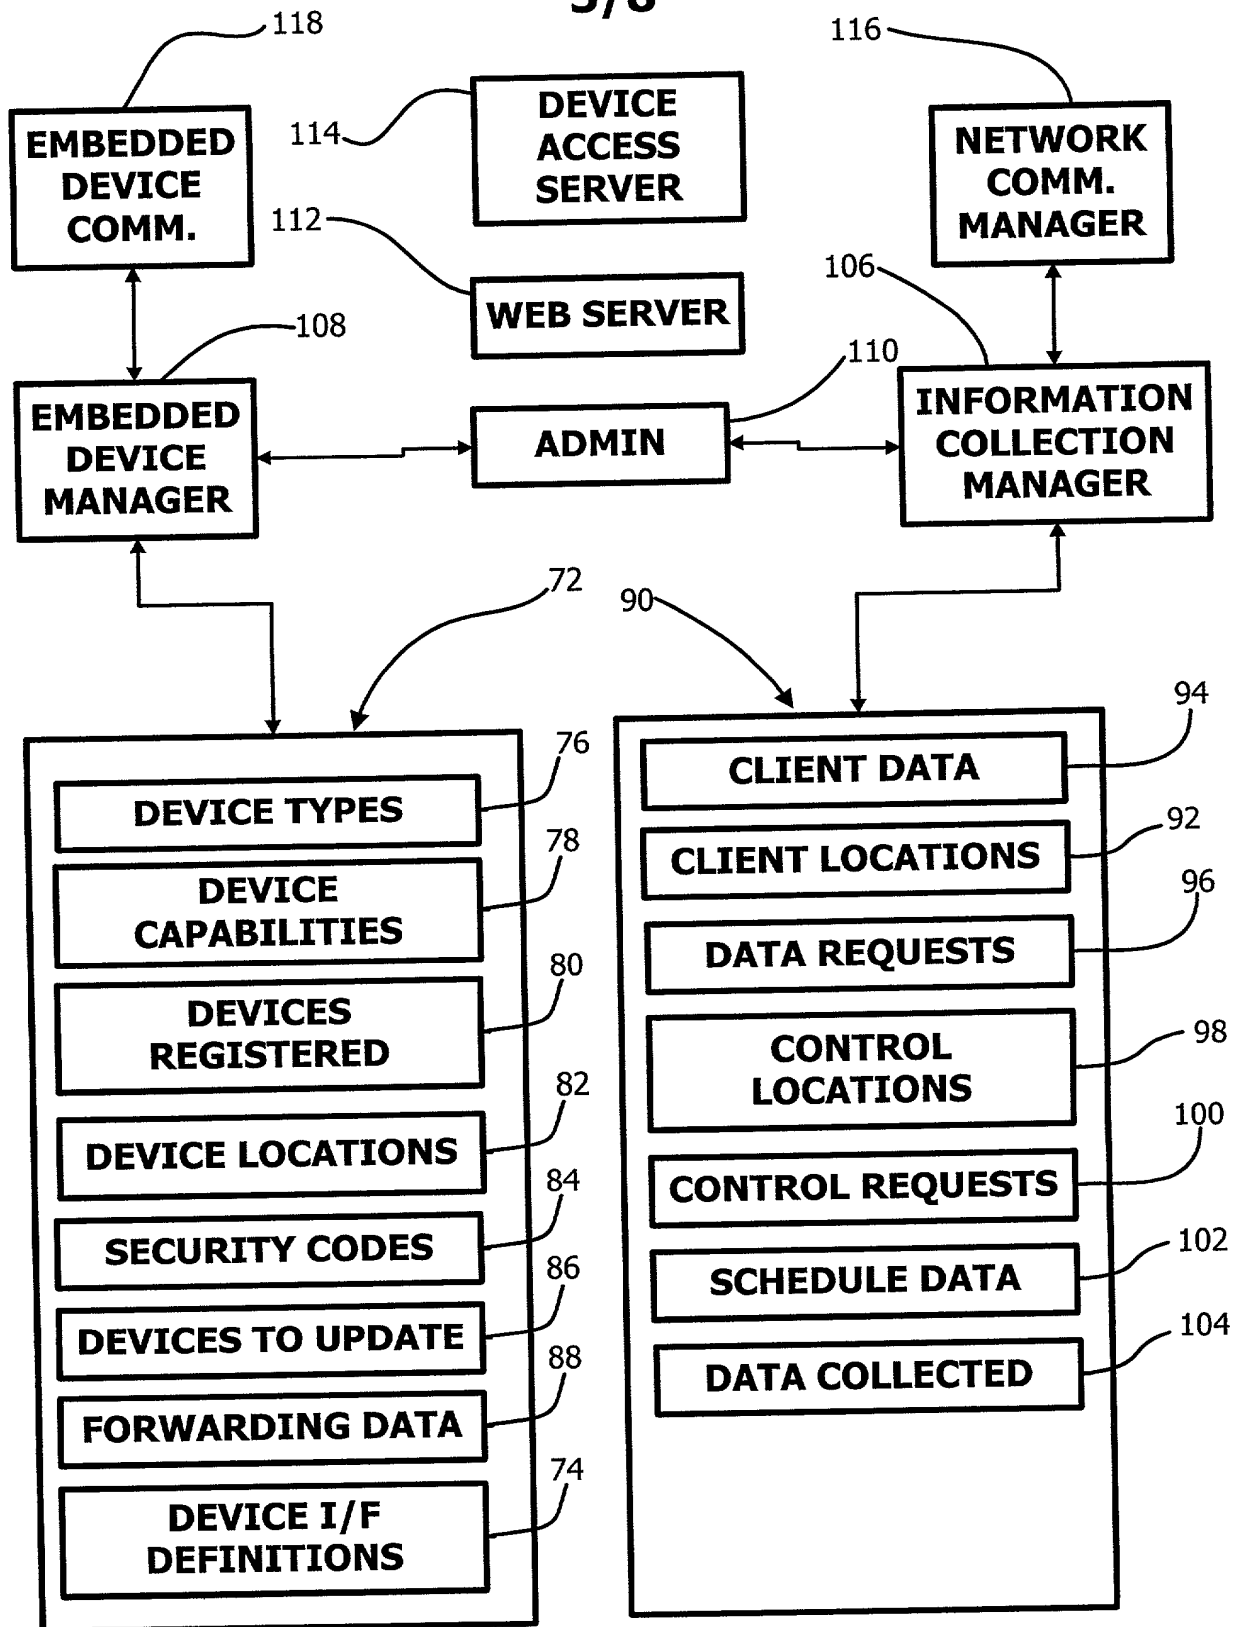 3/8
118
116
EMBEDDED
DEVICE
COMM.
114
DEVICE
ACCESS
SERVER
NETWORK
COMM.
MANAGER
112
WEB SERVER
106
108
110
EMBEDDED
DEVICE
MANAGER
ADMIN
INFORMATION
COLLECTION
MANAGER
72
90
DEVICE TYPES
76
DEVICE
CAPABILITIES
78
DEVICES
REGISTERED
80
DEVICE LOCATIONS
82
SECURITY CODES
84
DEVICES TO UPDATE
86
FORWARDING DATA
88
DEVICE I/F
DEFINITIONS
74
CLIENT DATA
94
CLIENT LOCATIONS
92
DATA REQUESTS
96
CONTROL
LOCATIONS
98
CONTROL REQUESTS
100
SCHEDULE DATA
102
DATA COLLECTED
104